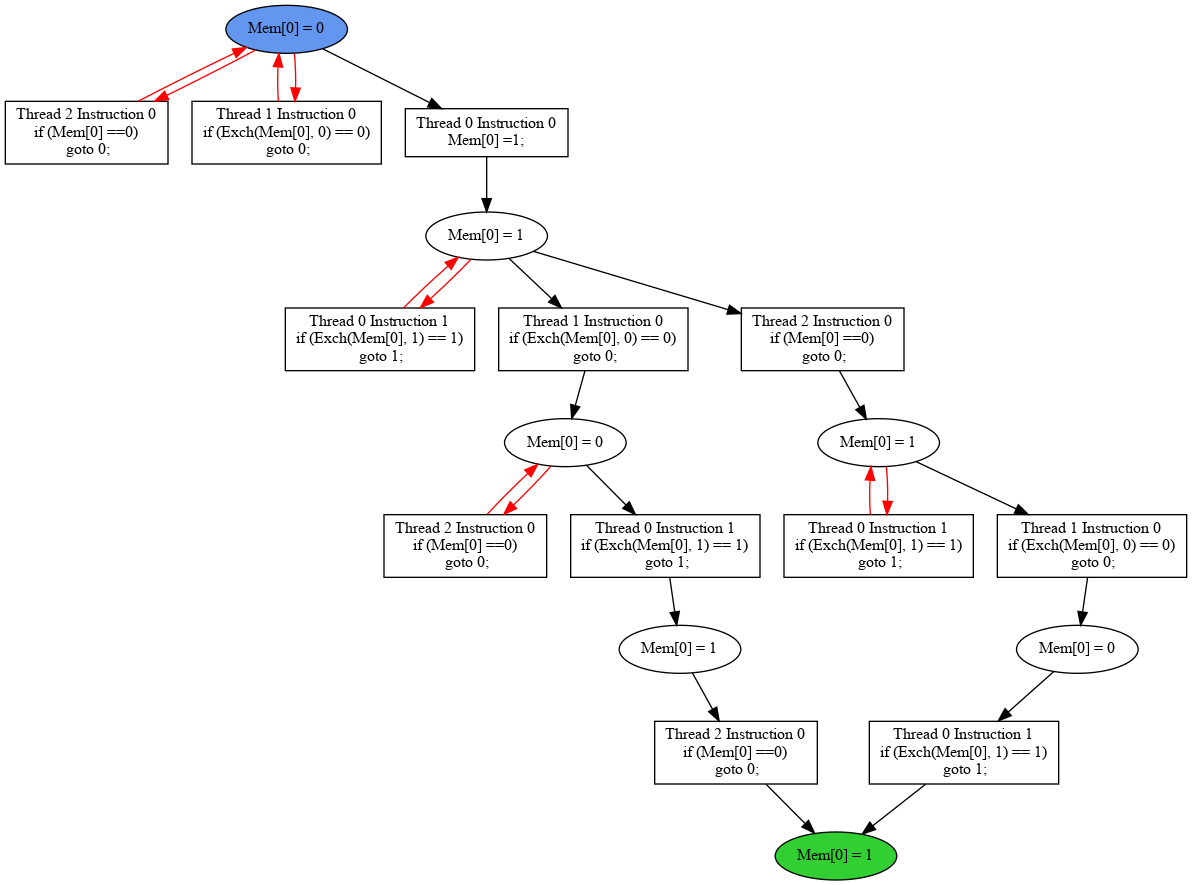 Mem[0] = 0
Thread 2 Instruction 0
if (Mem[0] ==0)
goto 0;
Thread 1 Instruction 0
if (Exch(Mem[0], 0) == 0)
goto 0;
Thread 0 Instruction 0
Mem[0] =1;
Mem[0] = 1
Thread 0 Instruction 1
if (Exch(Mem[0], 1) == 1)
goto 1;
Thread 1 Instruction 0
if (Exch(Mem[0], 0) == 0)
goto 0;
Thread 2 Instruction 0
if (Mem[0] ==0)
goto 0;
Mem[0] = 0
Mem[0] = 1
Thread 2 Instruction 0
if (Mem[0] ==0)
goto 0;
Thread 0 Instruction 1
if (Exch(Mem[0], 1) == 1)
goto 1;
Thread 0 Instruction 1
if (Exch(Mem[0], 1) == 1)
goto 1;
Thread 1 Instruction 0
if (Exch(Mem[0], 0) == 0)
goto 0;
Mem[0] = 1
Mem[0] = 0
Thread 2 Instruction 0
if (Mem[0] ==0)
goto 0;
Thread 0 Instruction 1
if (Exch(Mem[0], 1) == 1)
goto 1;
Mem[0] = 1